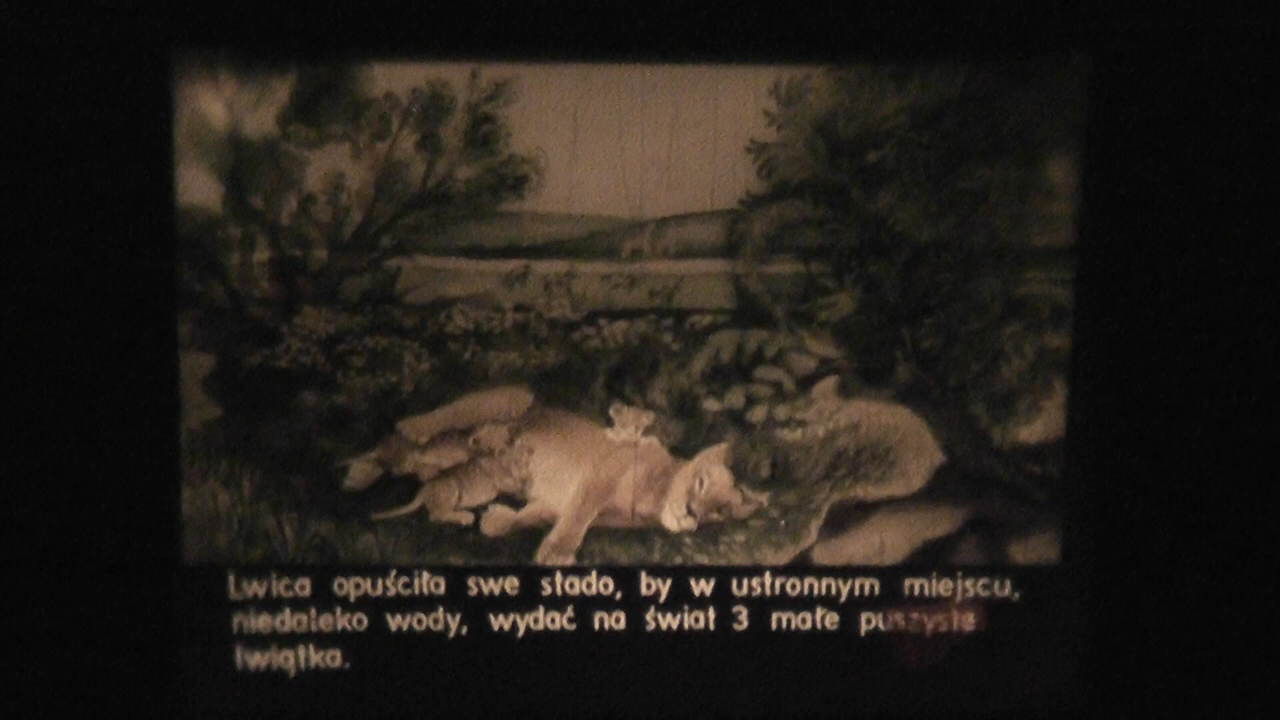 Lwica opuściła swe stado, by w ustronnym miejscu,
niedaleko wody, wydać na świat 3 małe puszyste
lwiątka.